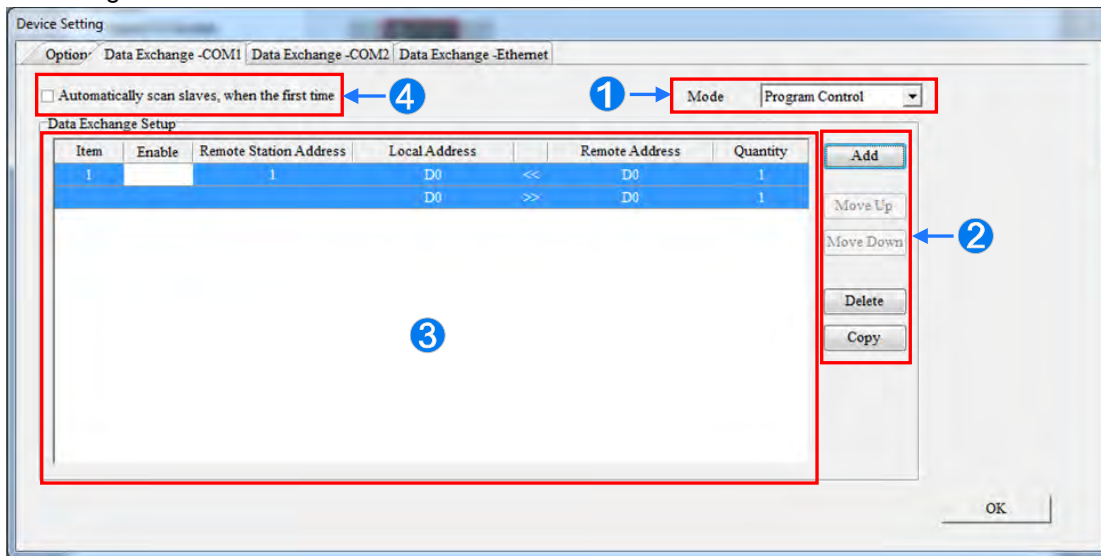 Device Setting
Option Data Exchange -COM1 Data Exchange -COM2 Data Exchange -Ethernet
Automatically scan slaves, when the first time 4 1 Mode Program Control
Data Exchange Setup
Item Enable Remote Station Address Local Address Remote Address Quantity Add
1 1 D0 << D0 1
D0 >> D0 1
Move Up
Move Down 2
Delete
3 Copy
OK